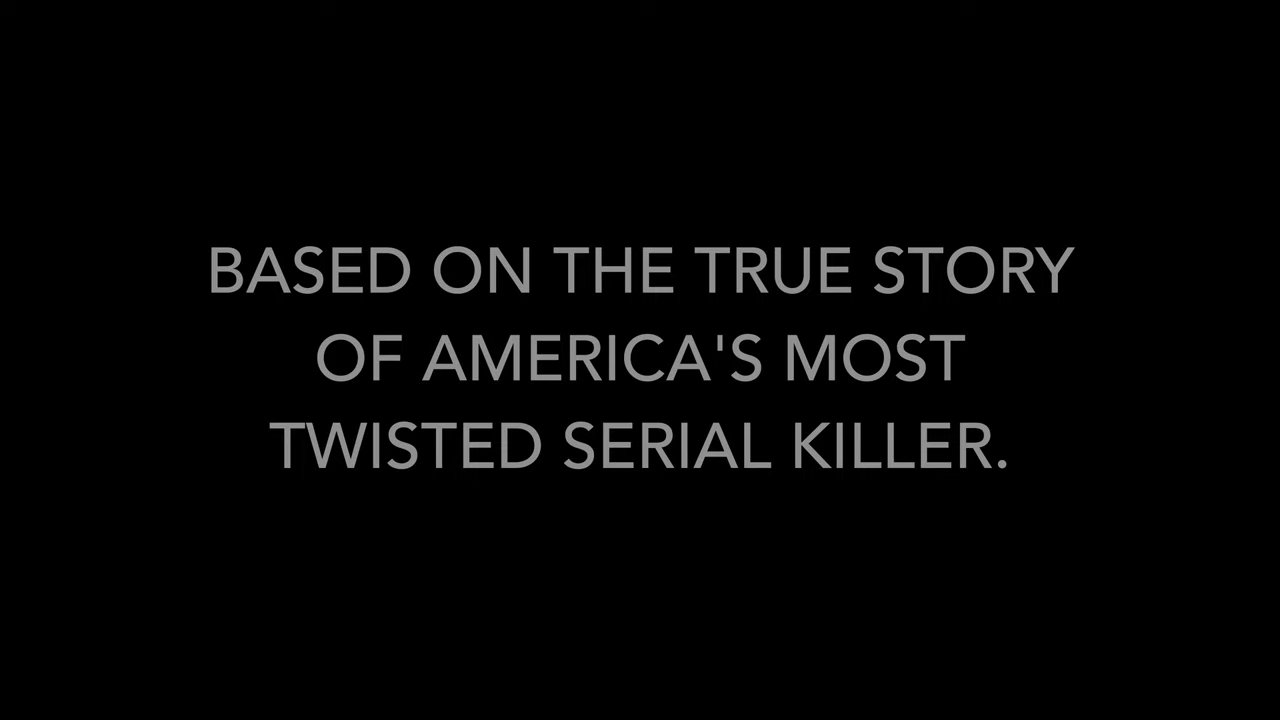 BASED ON THE TRUE STORY
OF AMERICA'S MOST
TWISTED SERIAL KILLER.